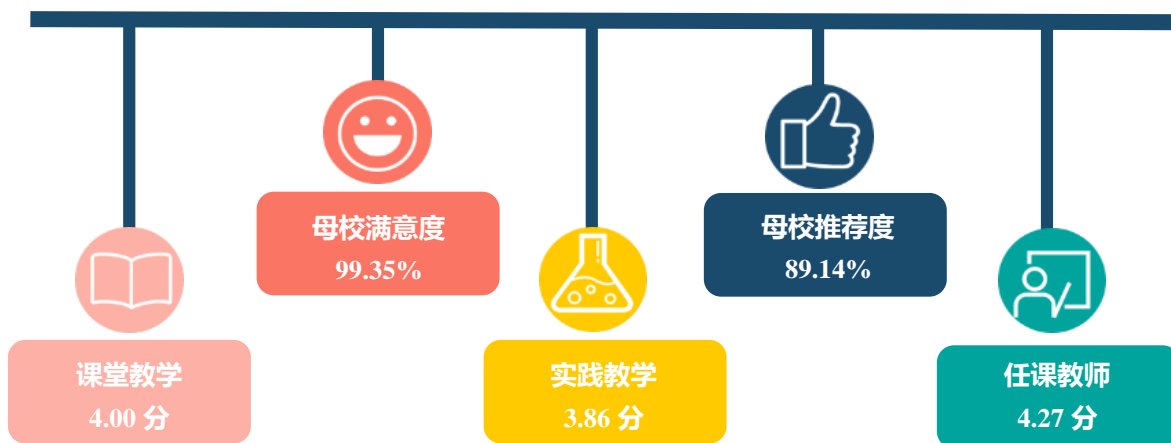 母校满意度
99.35%
母校推荐度
89.14%
课堂教学
4.00 分
实践教学
3.86 分
任课教师
4.27 分